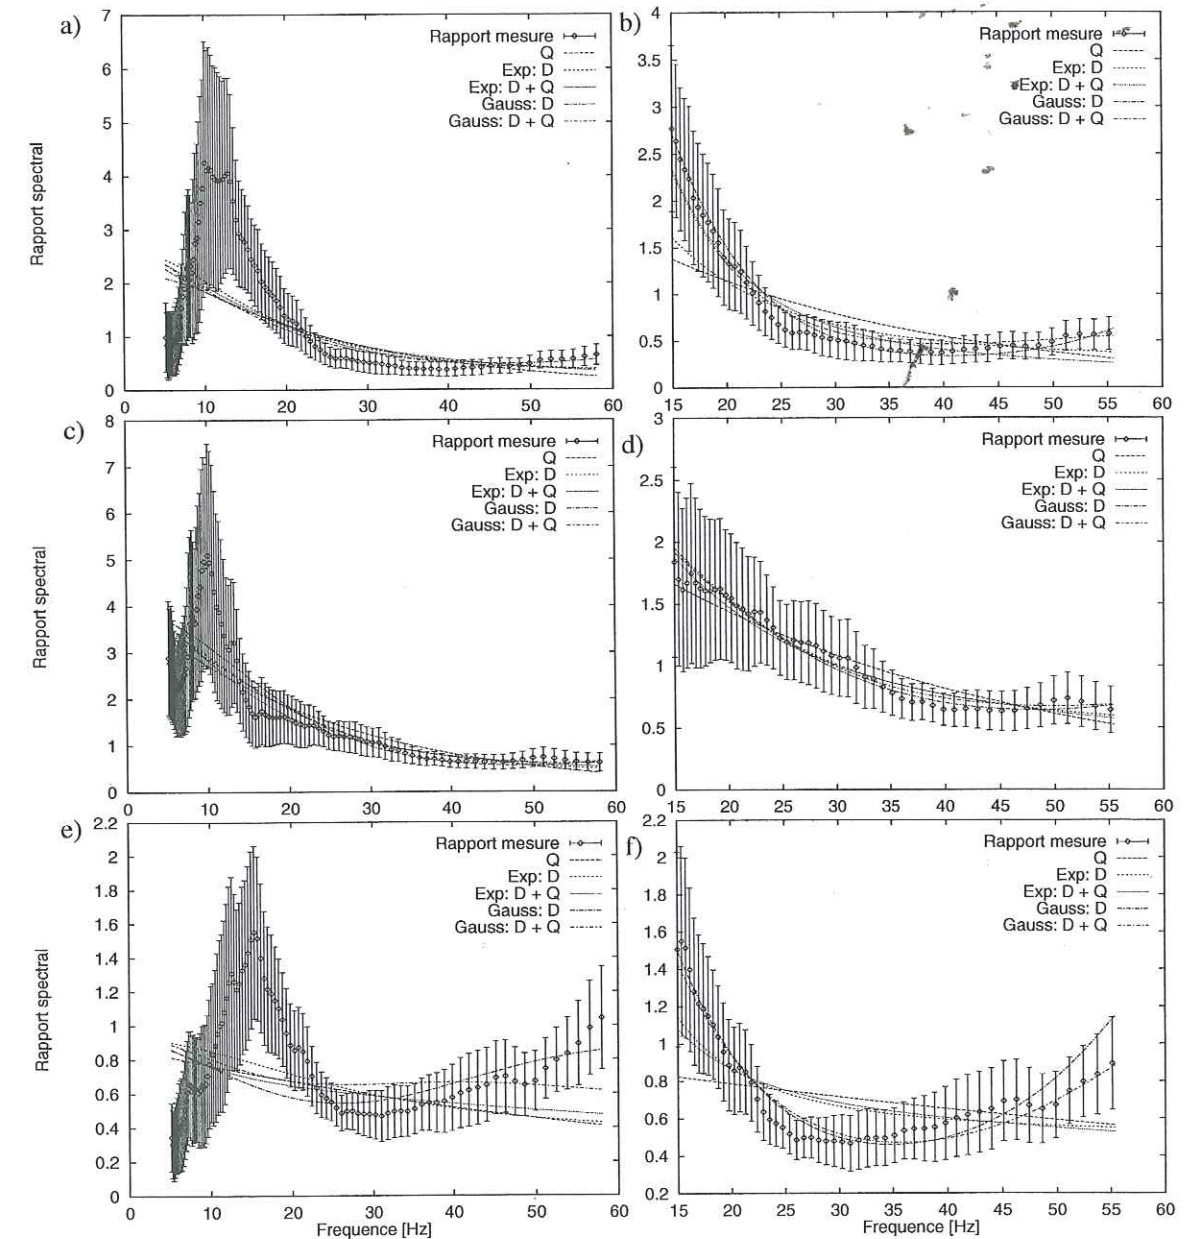 a)
7
6
5
4
3
2
1
0
0
10
20
30
40
50
60
Rapport spectral
Rapport mesure
Q
Exp: D
Exp: D + Q
Gauss: D
Gauss: D + Q
b)
4
3.5
3
2.5
2
1.5
1
0.5
0
15
20
25
30
35
40
45
50
55
60
Rapport mesure
Q
Exp: D
Exp: D + Q
Gauss: D
Gauss: D + Q
c)
8
7
6
5
4
3
2
1
0
0
10
20
30
40
50
60
Rapport spectral
Rapport mesure
Q
Exp: D
Exp: D + Q
Gauss: D
Gauss: D + Q
d)
3
2.5
2
1.5
1
0.5
0
15
20
25
30
35
40
45
50
55
60
Rapport mesure
Q
Exp: D
Exp: D + Q
Gauss: D
Gauss: D + Q
e)
2.2
2
1.8
1.6
1.4
1.2
1
0.8
0.6
0.4
0.2
0
0
10
20
30
40
50
60
Rapport spectral
Frequence [Hz]
Rapport mesure
Q
Exp: D
Exp: D + Q
Gauss: D
Gauss: D + Q
f)
2.2
2
1.8
1.6
1.4
1.2
1
0.8
0.6
0.4
0.2
15
20
25
30
35
40
45
50
55
60
Frequence [Hz]
Rapport mesure
Q
Exp: D
Exp: D + Q
Gauss: D
Gauss: D + Q